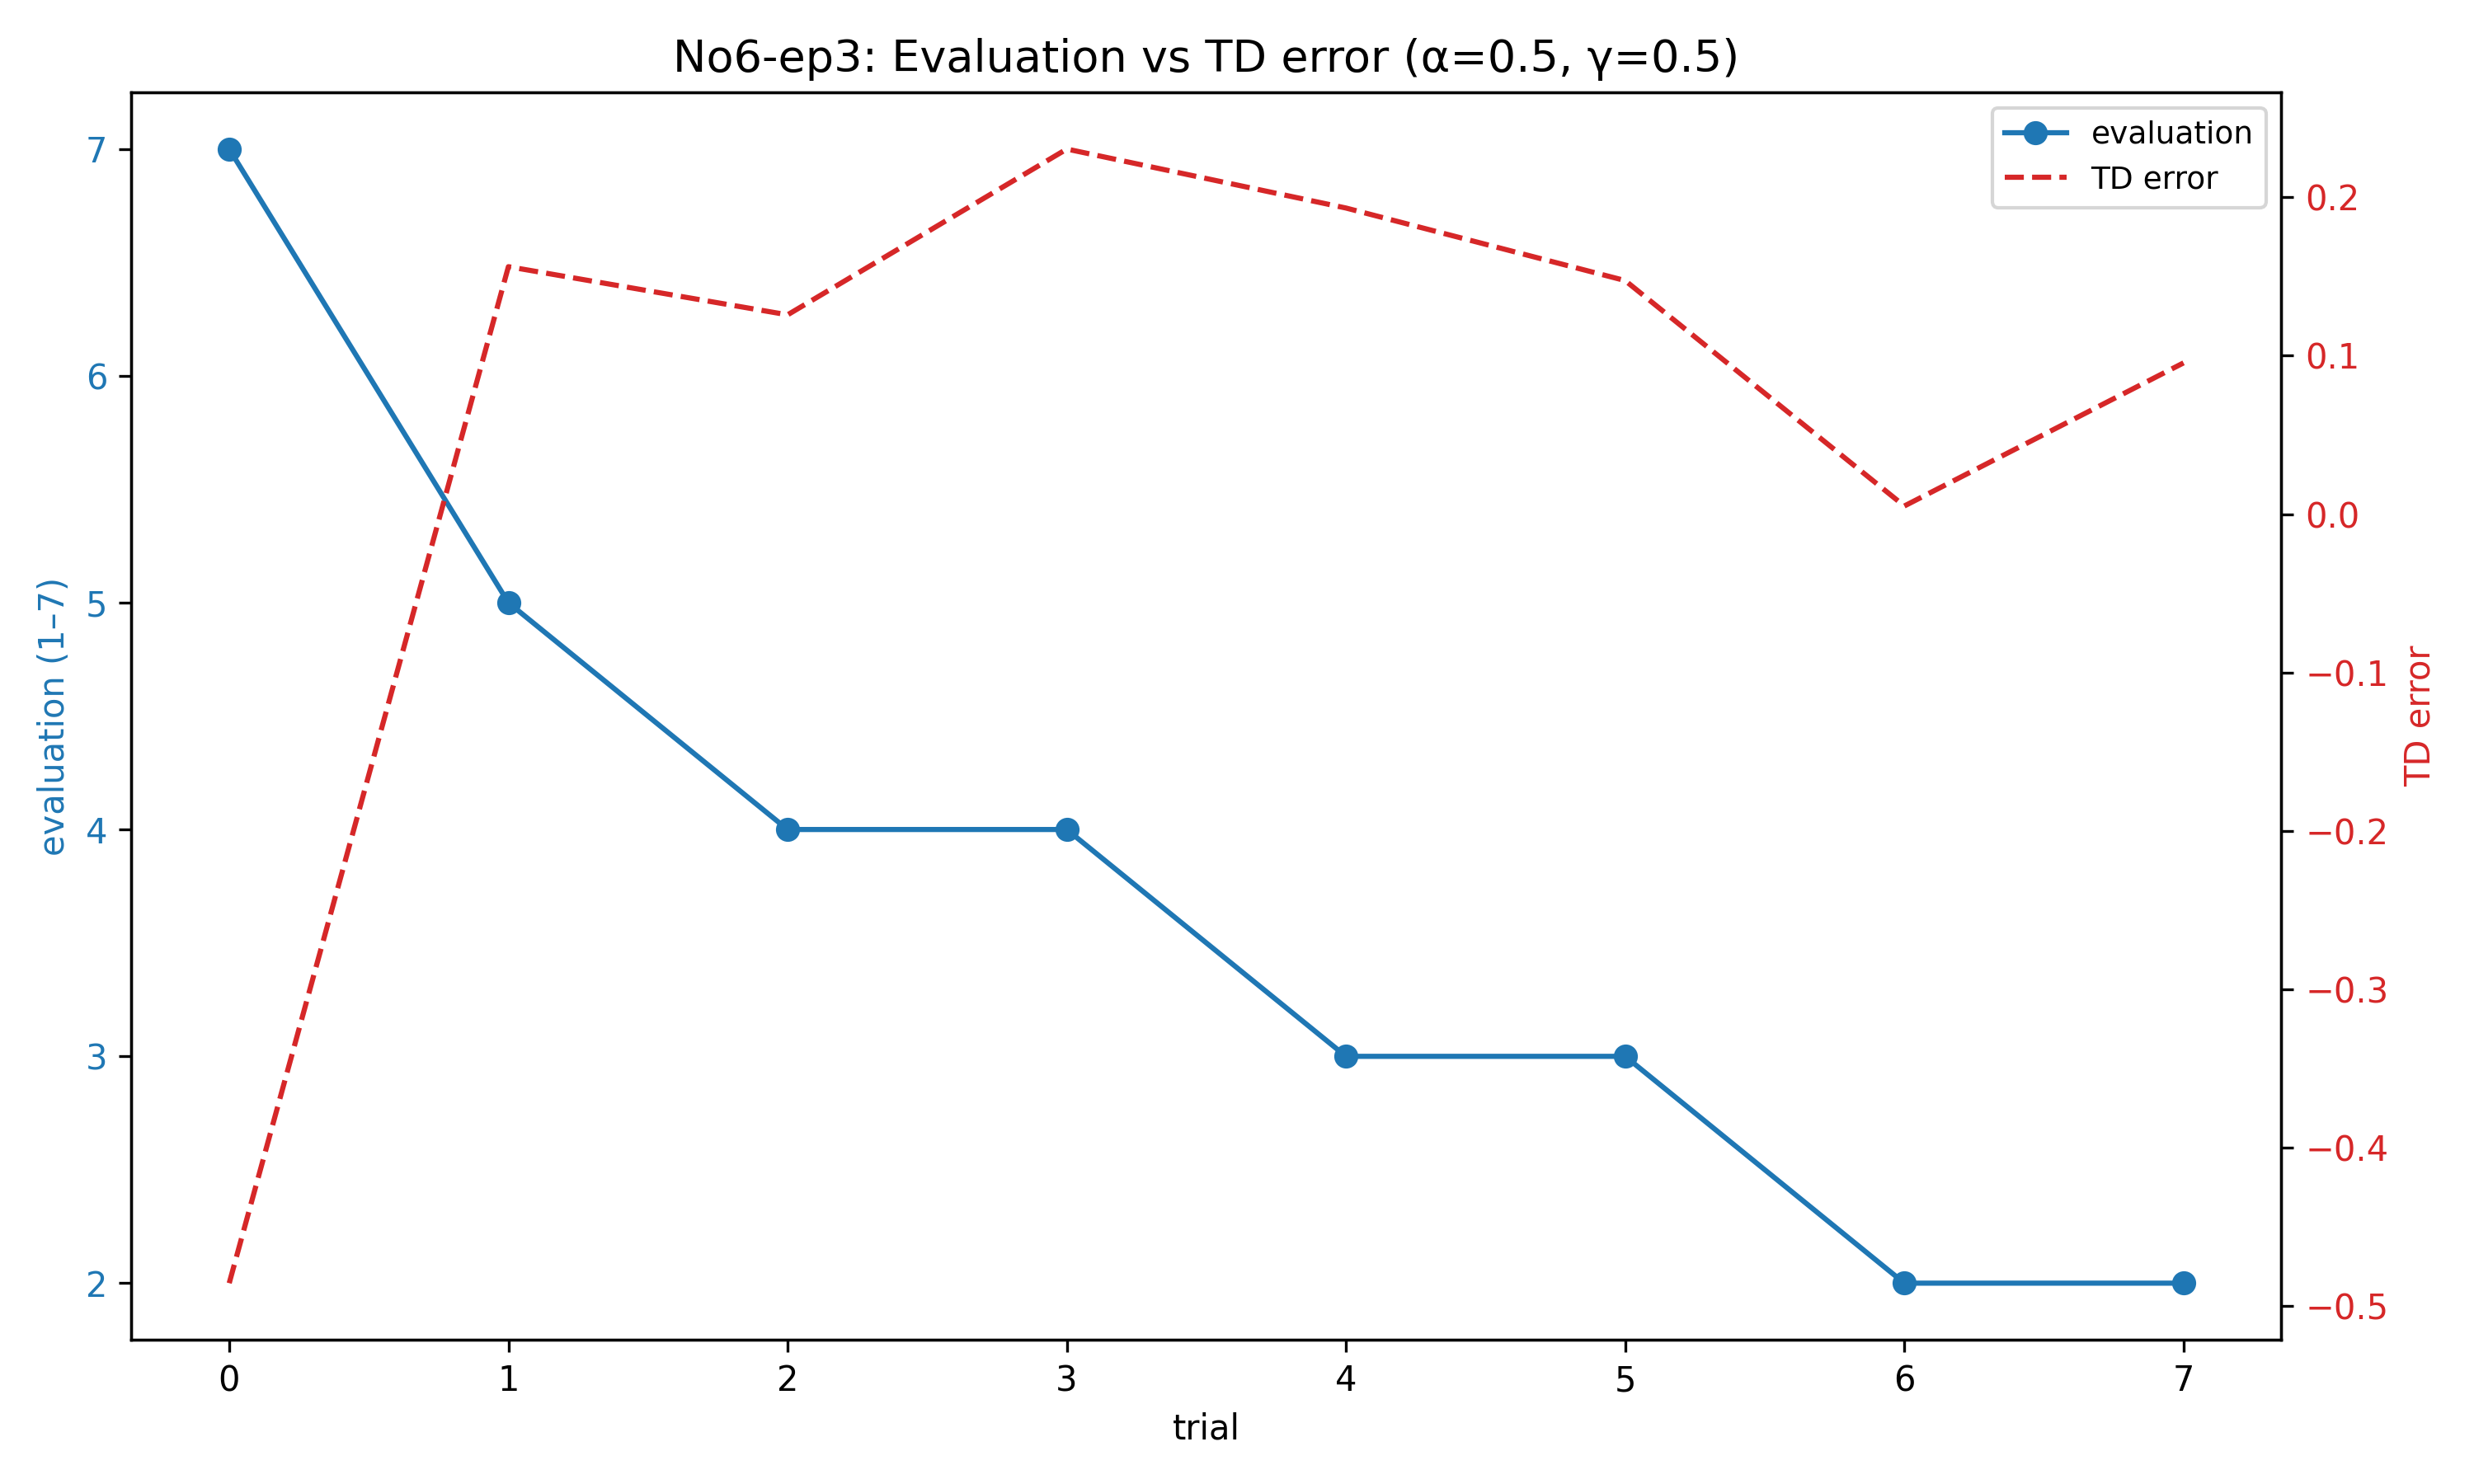 No6-ep3: Evaluation vs TD error (α=0.5, γ=0.5)
evaluation
TD error
7
6
5
4
3
2
evaluation (1–7)
0.2
0.1
0.0
−0.1
−0.2
−0.3
−0.4
−0.5
TD error
0 1 2 3 4 5 6 7
trial